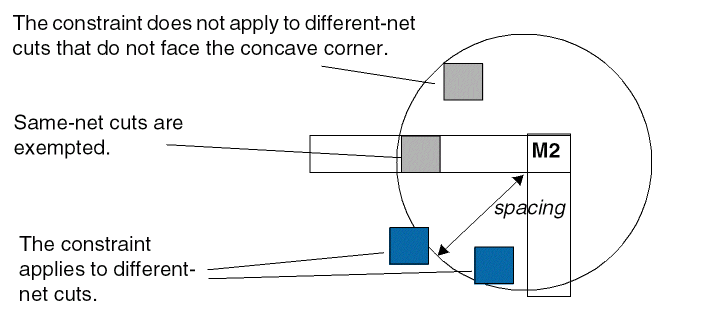 The constraint does not apply to different-net
cuts that do not face the concave corner.
Same-net cuts are
exempted.
M2
spacing
The constraint
applies to different-
net cuts.